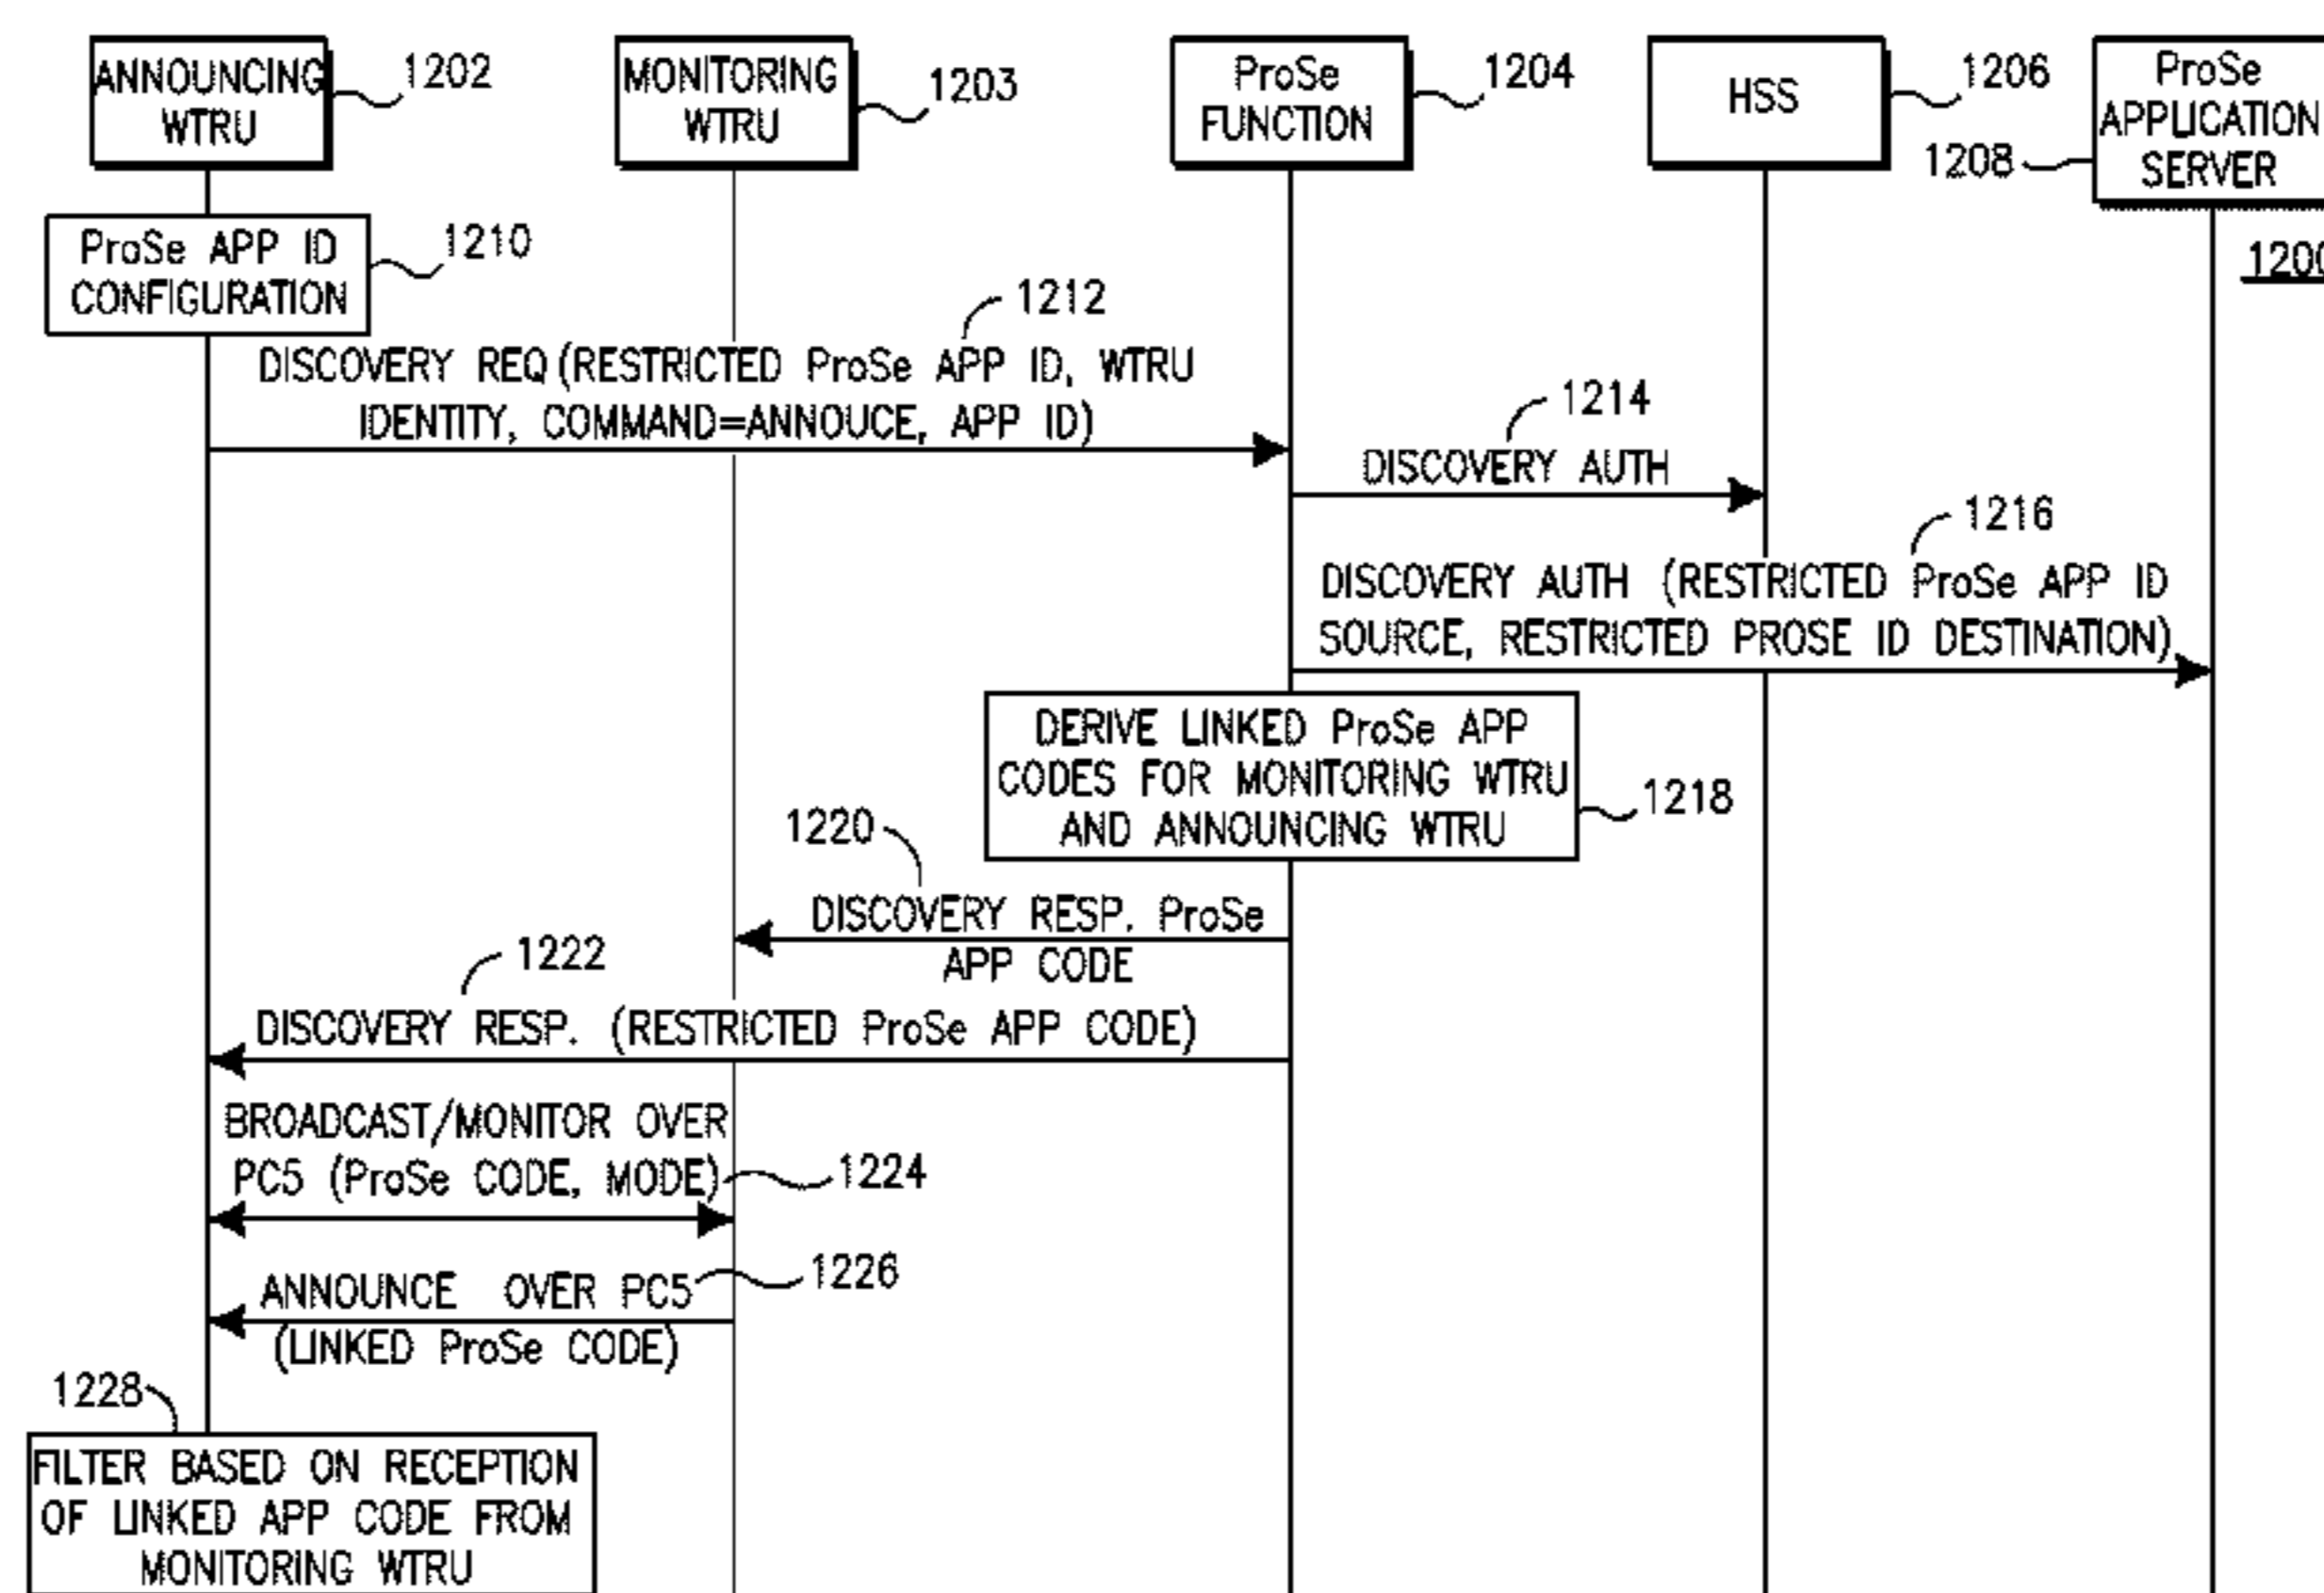 ANNOUNCING
WTRU
1202
MONITORING
WTRU
1203
ProSe
FUNCTION
1204
HSS
1206
ProSe
APPLICATION
SERVER
1208
1200
ProSe APP ID
CONFIGURATION
1210
1212
DISCOVERY REQ (RESTRICTED ProSe APP ID, WTRU
IDENTITY, COMMAND=ANNOUCE, APP ID)
1214
DISCOVERY AUTH
1216
DISCOVERY AUTH (RESTRICTED ProSe APP ID
SOURCE, RESTRICTED PROSE ID DESTINATION)
DERIVE LINKED ProSe APP
CODES FOR MONITORING WTRU
AND ANNOUNCING WTRU
1218
1220
DISCOVERY RESP. ProSe
APP CODE
1222
DISCOVERY RESP. (RESTRICTED ProSe APP CODE)
BROADCAST/MONITOR OVER
PC5 (ProSe CODE, MODE)
1224
ANNOUNCE OVER PC5
1226
(LINKED ProSe CODE)
1228
FILTER BASED ON RECEPTION
OF LINKED APP CODE FROM
MONITORING WTRU